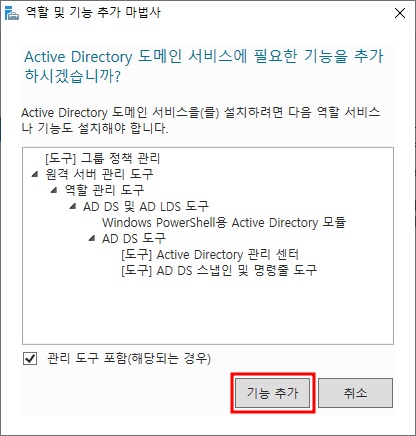 역할 및 기능 추가 마법사
Active Directory 도메인 서비스에 필요한 기능을 추가
하시겠습니까?
Active Directory 도메인 서비스을(를) 설치하려면 다음 역할 서비스
나 기능도 설치해야 합니다.
[도구] 그룹 정책 관리
원격 서버 관리 도구
역할 관리 도구
AD DS 및 AD LDS 도구
Windows PowerShell용 Active Directory 모듈
AD DS 도구
[도구] Active Directory 관리 센터
[도구] AD DS 스냅인 및 명령줄 도구
관리 도구 포함(해당되는 경우)
기능 추가
취소